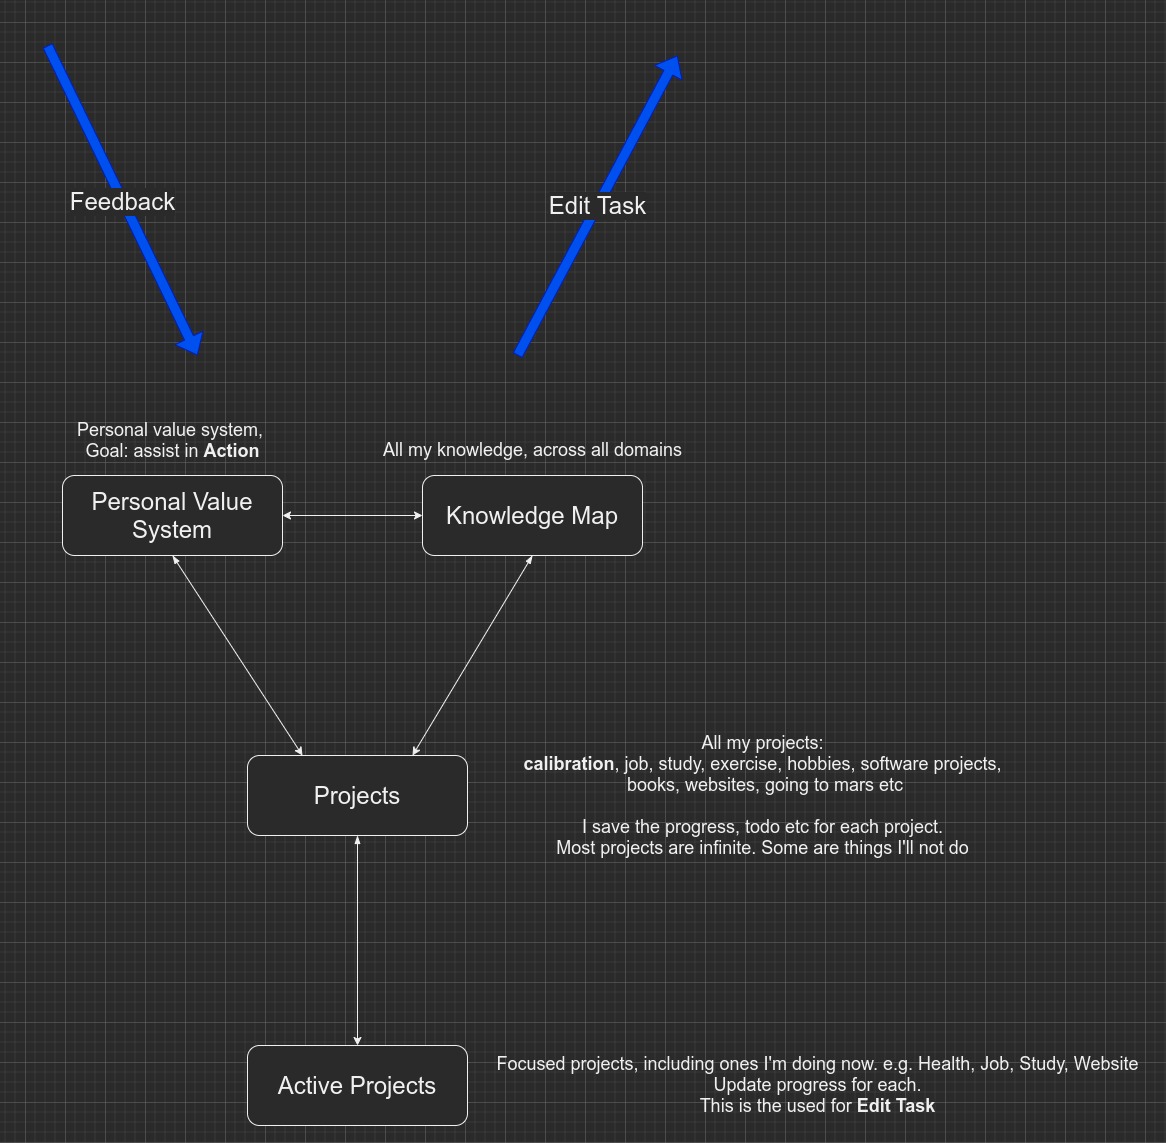 Feedback
Edit Task
Personal value system,
Goal: assist in Action
All my knowledge, across all domains
Personal Value
System
Knowledge Map
Projects
All my projects:
calibration, job, study, exercise, hobbies, software projects,
books, websites, going to mars etc
I save the progress, todo etc for each project.
Most projects are infinite. Some are things I'll not do
Active Projects
Focused projects, including ones I'm doing now. e.g. Health, Job, Study, Website
Update progress for each.
This is the used for Edit Task